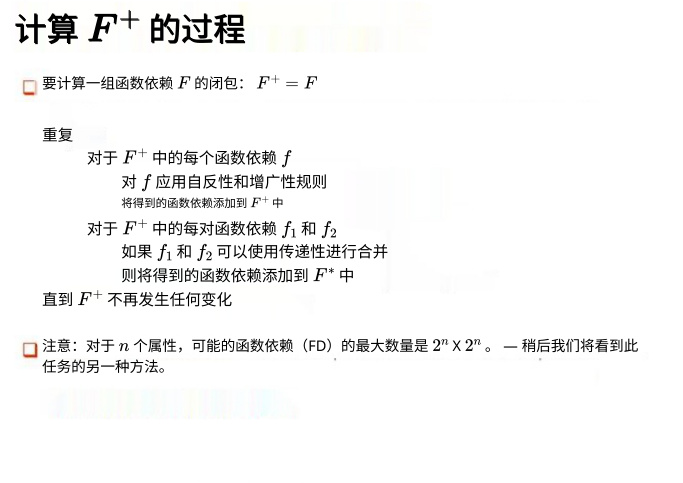 计算 F⁺ 的过程
要计算一组函数依赖 F 的闭包： F⁺ = F
重复
对于 F⁺ 中的每个函数依赖 f
对 f 应用自反性和增广性规则
将得到的函数依赖添加到 F⁺ 中
对于 F⁺ 中的每对函数依赖 f₁ 和 f₂
如果 f₁ 和 f₂ 可以使用传递性进行合并
则将得到的函数依赖添加到 F* 中
直到 F⁺ 不再发生任何变化
注意：对于 n 个属性，可能的函数依赖（FD）的最大数量是 2ⁿ X 2ⁿ 。 — 稍后我们将看到此
任务的另一种方法。